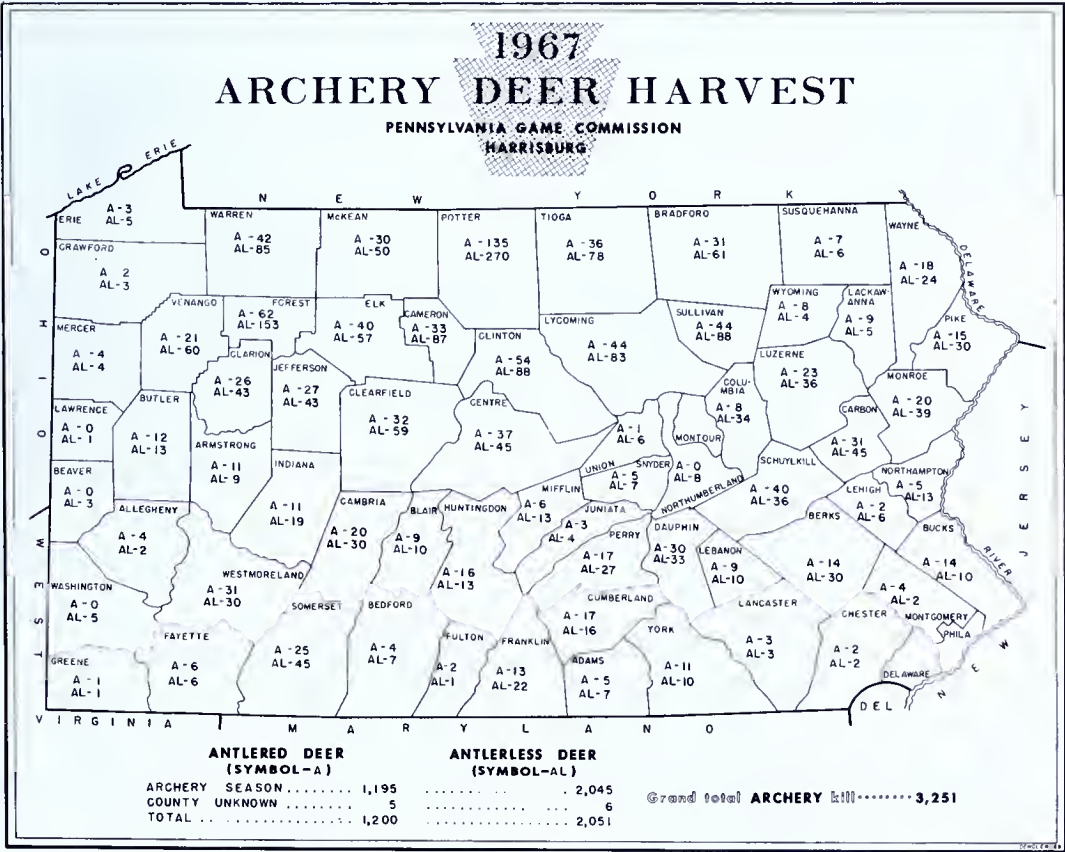 1967
ARCHERY DEER HARVEST
PENNSYLVANIA GAME COMMISSION
HARRISBURG
LAKE ERIE
NEW YORK
OHIO
WEST
VIRGINIA
MARYLAND
DEL
NEW
JERSEY
DELAWARE
RIVER
ERIE
A - 3
AL- 5
CRAWFORD
A 2
AL- 3
WARREN
A - 42
AL- 85
McKEAN
A - 30
AL- 50
POTTER
A - 135
AL- 270
TIOGA
A - 36
AL- 78
BRADFORD
A - 31
AL- 61
SUSQUEHANNA
A - 7
AL- 6
WAYNE
A - 18
AL- 24
MERCER
A - 4
AL- 4
VENANGO
A - 21
AL- 60
FOREST
A - 62
AL- 153
ELK
A - 40
AL- 57
CAMERON
A - 33
AL- 87
CLINTON
A - 54
AL- 88
LYCOMING
A - 44
AL- 83
SULLIVAN
A - 44
AL- 88
WYOMING
A - 8
AL- 4
LACKAW-
ANNA
A - 9
AL- 5
PIKE
A - 15
AL- 30
CLARION
A - 26
AL- 43
JEFFERSON
A - 27
AL- 43
CLEARFIELD
A - 32
AL- 59
CENTRE
A - 37
AL- 45
COLU-
MBIA
A - 8
AL- 34
LUZERNE
A - 23
AL- 36
MONROE
A - 20
AL- 39
LAWRENCE
A - 0
AL- 1
BUTLER
A - 12
AL- 13
ARMSTRONG
A - 11
AL- 9
INDIANA
A - 11
AL- 19
A - 1
AL- 6
MONTOUR
CARBON
A - 31
AL- 45
BEAVER
A - 0
AL- 3
UNION
SNYDER
A - 5
AL- 7
A - 0
AL- 8
NORTHUMBERLAND
SCHUYLKILL
A - 40
AL- 36
NORTHAMPTON
A - 5
AL- 13
LEHIGH
A - 2
AL- 6
ALLEGHENY
A - 4
AL- 2
CAMBRIA
A - 20
AL- 30
BLAIR
A - 9
AL- 10
HUNTINGDON
A - 16
AL- 13
MIFFLIN
A - 6
AL- 13
JUNIATA
A - 3
AL- 4
PERRY
A - 17
AL- 27
DAUPHIN
A - 30
AL- 33
LEBANON
A - 9
AL- 10
BERKS
A - 14
AL- 30
BUCKS
A - 14
AL- 10
WASHINGTON
A - 0
AL- 5
WESTMORELAND
A - 31
AL- 30
SOMERSET
A - 25
AL- 45
BEDFORD
A - 4
AL- 7
CUMBERLAND
A - 17
AL- 16
LANCASTER
A - 3
AL- 3
CHESTER
A - 2
AL- 2
A - 4
AL- 2
MONTGOMERY
PHILA
DELAWARE
GREENE
A - 1
AL- 1
FAYETTE
A - 6
AL- 6
FULTON
A - 2
AL- 1
FRANKLIN
A - 13
AL- 22
ADAMS
A - 5
AL- 7
YORK
A - 11
AL- 10
ANTLERED DEER ANTLERLESS DEER
(SYMBOL-A) (SYMBOL-AL)
ARCHERY SEASON ........ 1,195 ........ 2,045
COUNTY UNKNOWN ........ 5 ........ 6
TOTAL ........ 1,200 ........ 2,051
Grand total ARCHERY kill ........ 3,251